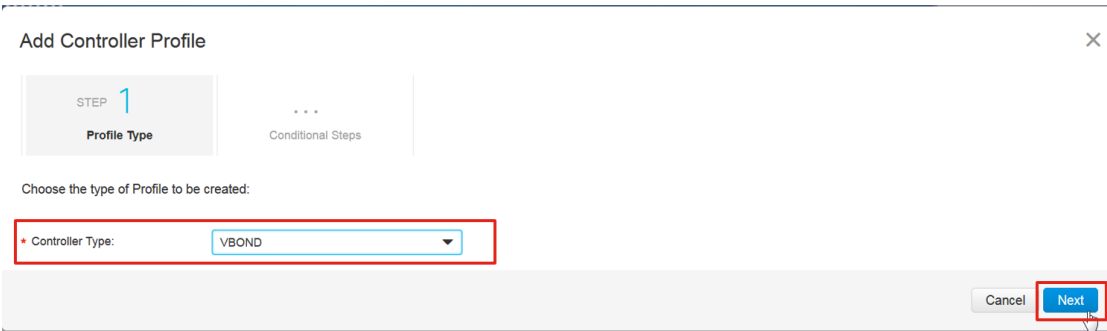 Add Controller Profile
STEP 1
Profile Type
...
Conditional Steps
Choose the type of Profile to be created:
* Controller Type: VBOND
Cancel Next